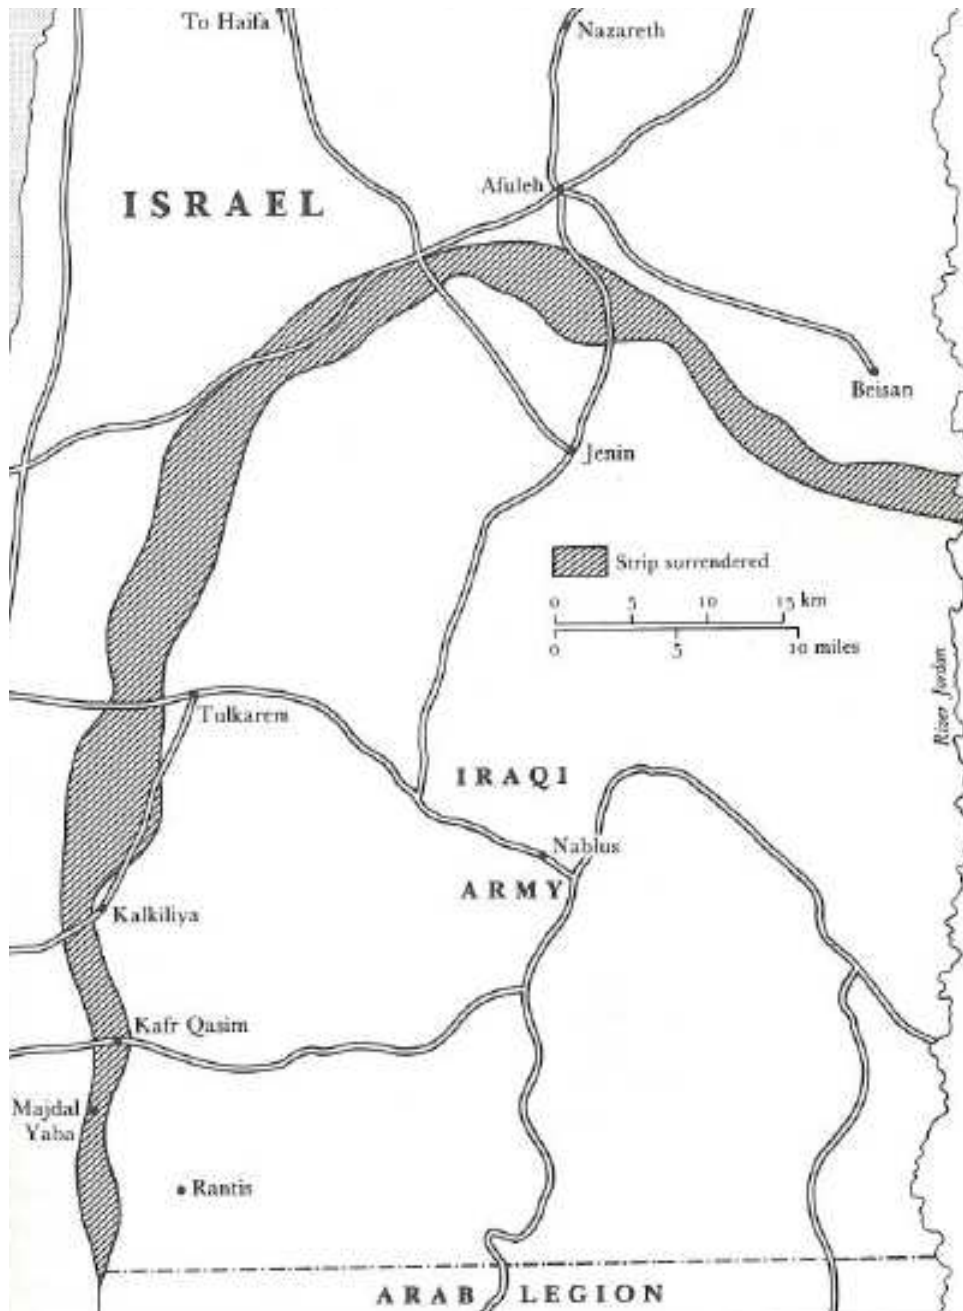 To Haifa
Nazareth
Afuleh
ISRAEL
Beisan
Jenin
Strip surrendered
0 5 10 15 km
0 5 10 miles
River Jordan
Tulkarem
IRAQI
Nablus
ARMY
Kalkiliya
Kafr Qasim
Majdal
Yaba
Rantis
ARAB LEGION